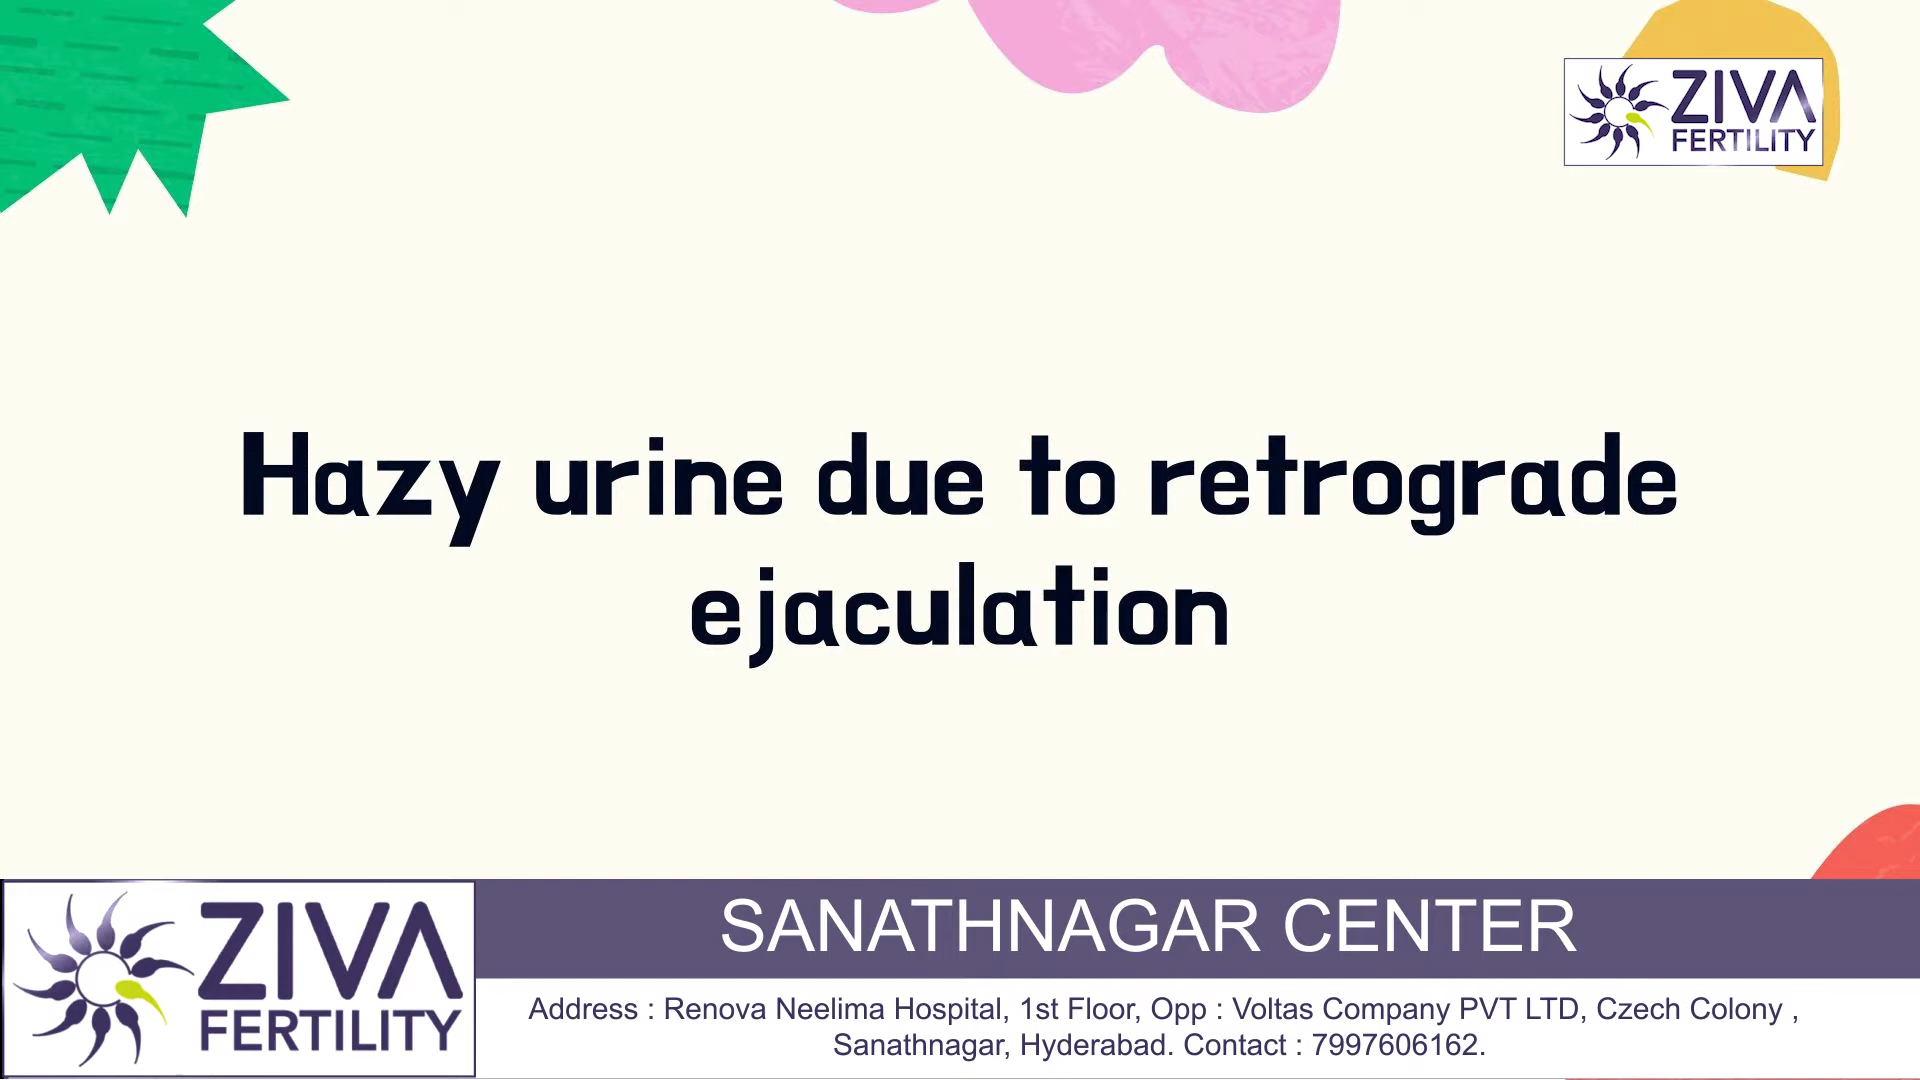 ZIVA
FERTILITY
Hazy urine due to retrograde
ejaculation
ZIVA
FERTILITY
SANATHNAGAR CENTER
Address : Renova Neelima Hospital, 1st Floor, Opp : Voltas Company PVT LTD, Czech Colony ,
Sanathnagar, Hyderabad. Contact : 7997606162.